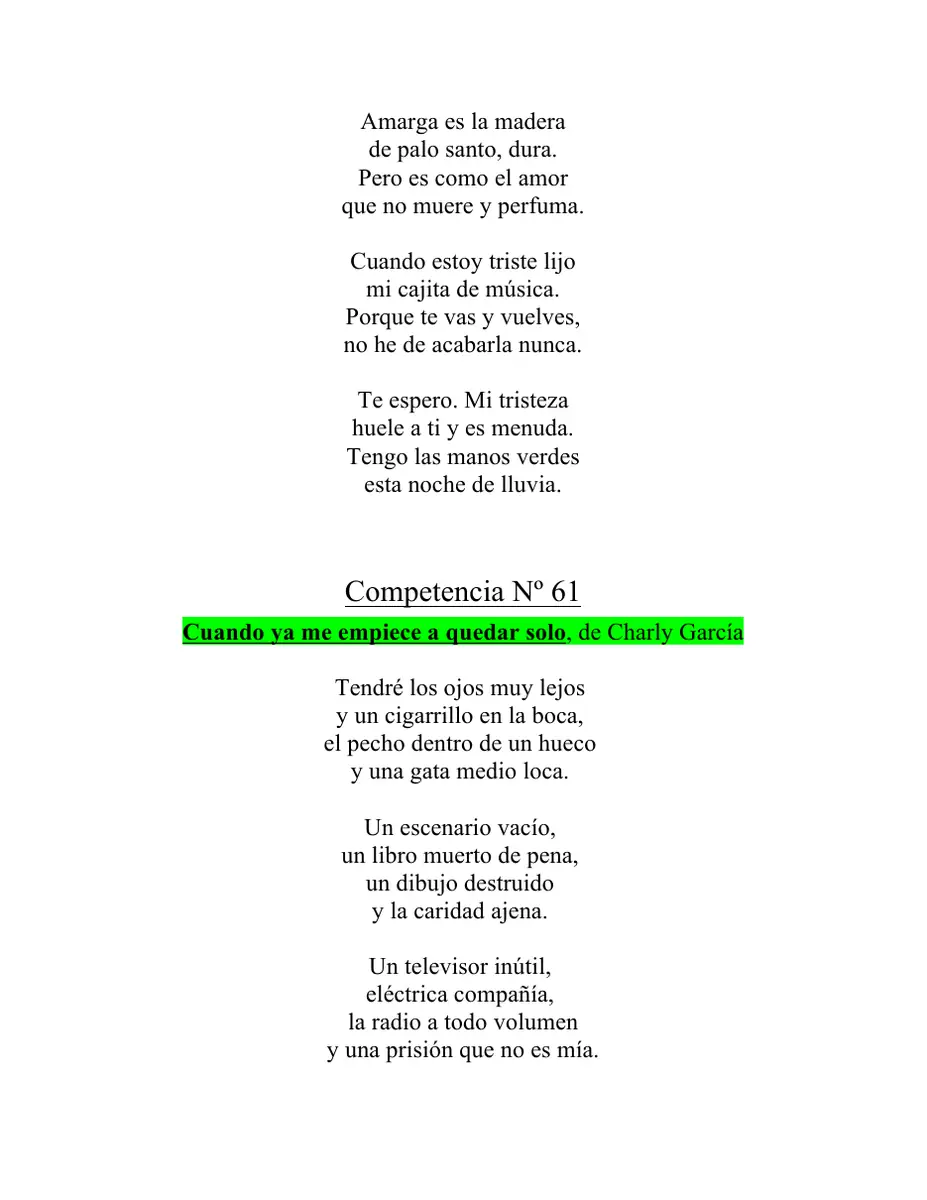 Amarga es la madera
de palo santo, dura.
Pero es como el amor
que no muere y perfuma.

Cuando estoy triste lijo
mi cajita de música.
Porque te vas y vuelves,
no he de acabarla nunca.

Te espero. Mi tristeza
huele a ti y es menuda.
Tengo las manos verdes
esta noche de lluvia.

Competencia Nº 61
Cuando ya me empiece a quedar solo, de Charly García

Tendré los ojos muy lejos
y un cigarrillo en la boca,
el pecho dentro de un hueco
y una gata medio loca.

Un escenario vacío,
un libro muerto de pena,
un dibujo destruido
y la caridad ajena.

Un televisor inútil,
eléctrica compañía,
la radio a todo volumen
y una prisión que no es mía.